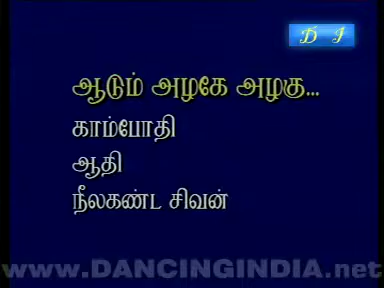 D I
ஆடும் அழகே அழகு...
காம்போதி
ஆதி
நீலகண்ட சிவன்
www.DANCINGINDIA.net